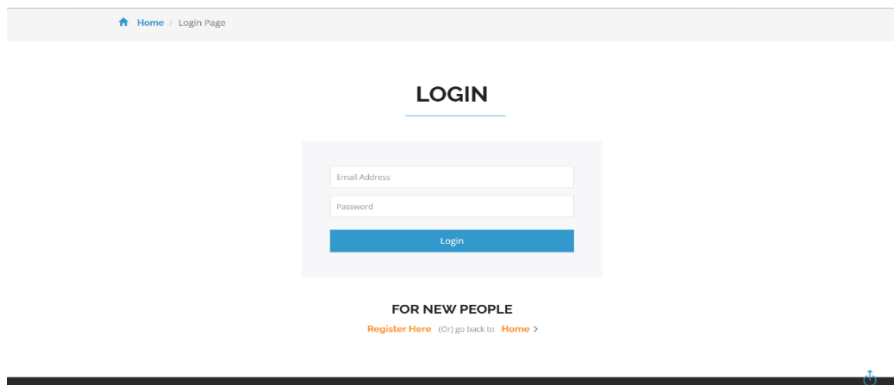 Home / Login Page
LOGIN
Email Address
Password
Login
FOR NEW PEOPLE
Register Here (Or) go back to Home >